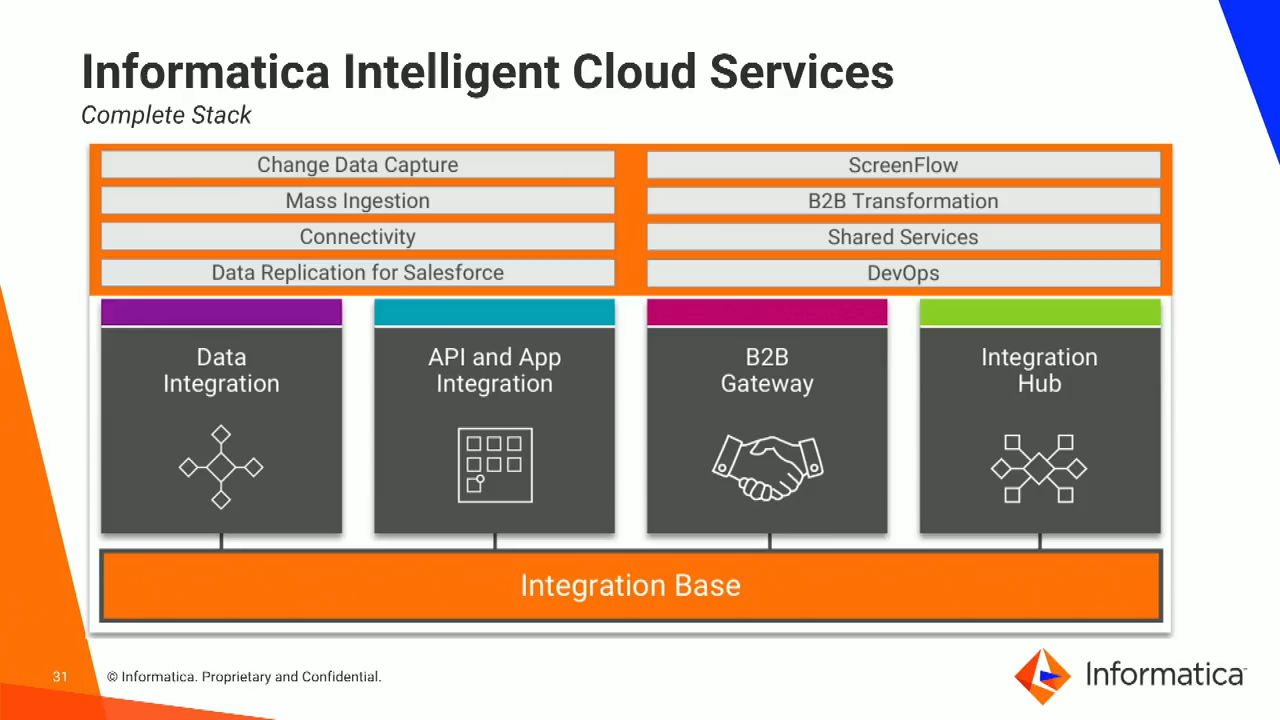 Informatica Intelligent Cloud Services
Complete Stack
Change Data Capture
Mass Ingestion
Connectivity
Data Replication for Salesforce
ScreenFlow
B2B Transformation
Shared Services
DevOps
Data
Integration
API and App
Integration
B2B
Gateway
Integration
Hub
Integration Base
31
© Informatica. Proprietary and Confidential.
Informatica™